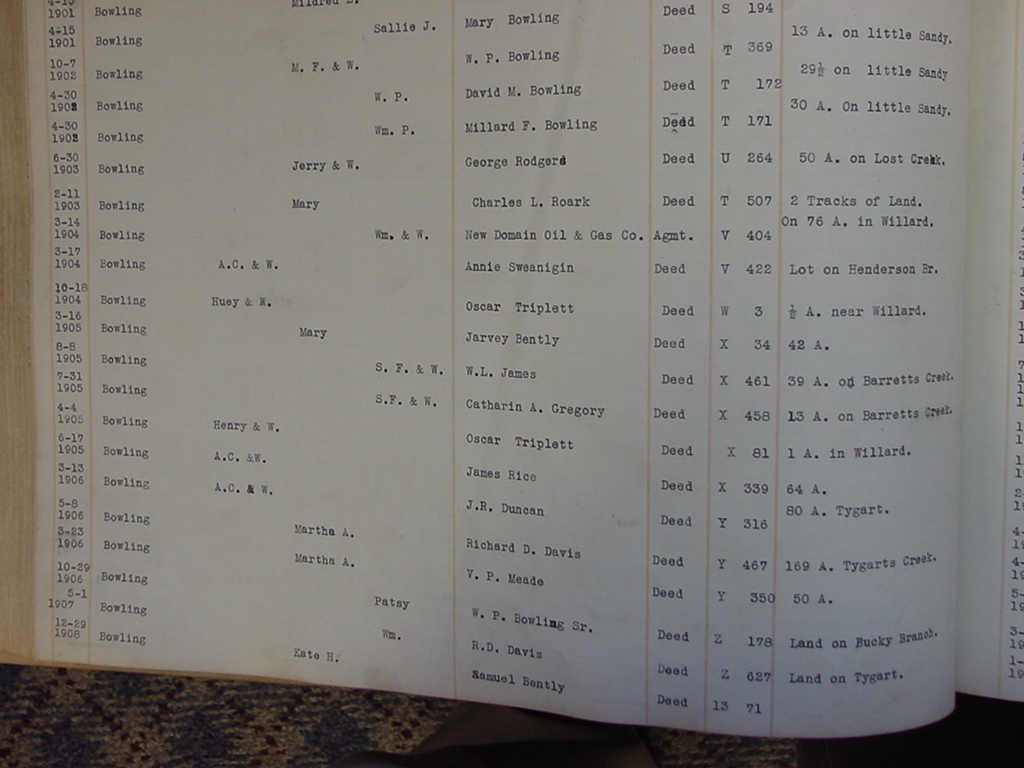 4-15
1901 Bowling Mildred B.
4-15
1901 Bowling Sallie J. Mary Bowling Deed S 194
10-7
1902 Bowling M. F. & W. W. P. Bowling Deed T 369 13 A. on little Sandy.
4-30
1902 Bowling W. P. David M. Bowling Deed T 172 29½ on little Sandy
4-30
1902 Bowling Wm. P. Millard F. Bowling Deed T 171 30 A. On little Sandy.
6-30
1903 Bowling Jerry & W. George Rodgers Deed U 264 50 A. on Lost Creek.
2-11
1903 Bowling Mary Charles L. Roark Deed T 507 2 Tracks of Land.
3-14
1904 Bowling Wm. & W. New Domain Oil & Gas Co. Agmt. V 404 On 76 A. in Willard.
3-17
1904 Bowling A.C. & W. Annie Sweanigin Deed V 422 Lot on Henderson Br.
10-18
1904 Bowling Huey & W. Oscar Triplett Deed W 3 ½ A. near Willard.
3-16
1905 Bowling Mary Jarvey Bently Deed X 34 42 A.
8-8
1905 Bowling S. F. & W. W.L. James Deed X 461 39 A. on Barretts Creek.
7-31
1905 Bowling S.F. & W. Catharin A. Gregory Deed X 458 13 A. on Barretts Creek.
4-4
1905 Bowling Henry & W. Oscar Triplett Deed X 81 1 A. in Willard.
6-17
1905 Bowling A.C. &W. James Rice Deed X 339 64 A.
3-13
1906 Bowling A.C. & W. J.R. Duncan Deed Y 316 80 A. Tygart.
5-8
1906 Bowling Martha A. Richard D. Davis Deed Y 467 169 A. Tygarts Creek.
3-23
1906 Bowling Martha A. V. P. Meade Deed Y 350 50 A.
10-29
1906 Bowling Patsy W. P. Bowling Sr. Deed Z 178 Land on Bucky Branch.
5-1
1907 Bowling Wm. R.D. Davis Deed Z 627 Land on Tygart.
12-29
1908 Bowling Kate H. Samuel Bently Deed 13 71